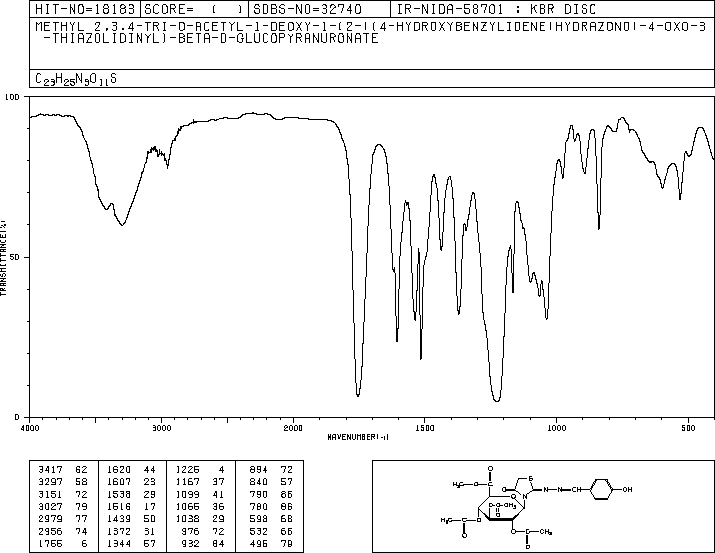 HIT-NO=18183 SCORE= ( ) SDBS-NO=32740 IR-NIDA-58701 : KBR DISC
METHYL 2,3,4-TRI-O-ACETYL-1-DEOXY-1-(2-((4-HYDROXYBENZYLIDENE)HYDRAZONO)-4-OXO-3
-THIAZOLIDINYL)-BETA-D-GLUCOPYRANURONATE
C23H25N3O11S
100
50
0
TRANSMITTANCE(%)
4000 3000 2000 1500 1000 500
WAVENUMBER(-1)
3417 62 1620 44 1226 4 894 72
3297 58 1607 23 1167 37 840 57
3151 72 1538 29 1099 41 790 86
3027 79 1516 17 1066 36 780 86
2979 77 1439 50 1038 29 598 68
2956 74 1372 31 976 72 532 66
1756 6 1344 57 932 84 496 79